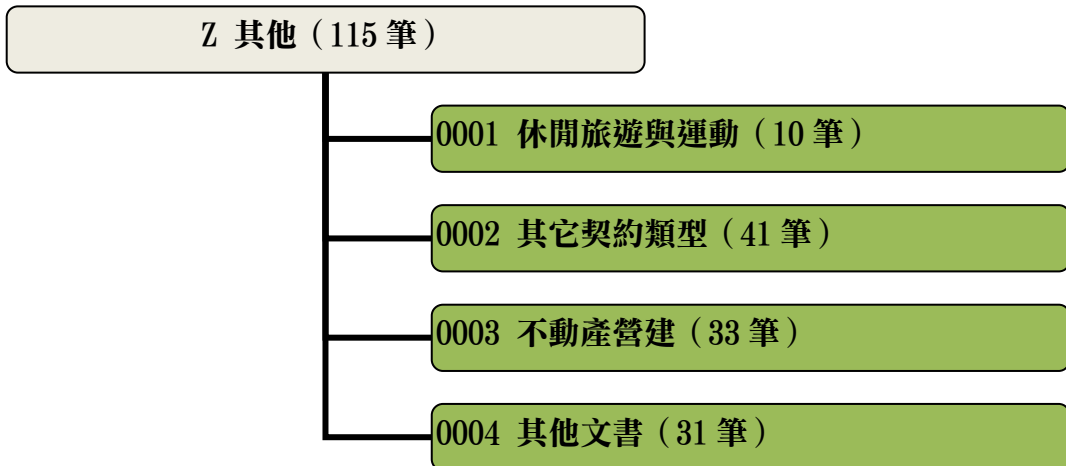 Z 其他（115 筆）
0001 休閒旅遊與運動（10 筆）
0002 其它契約類型（41 筆）
0003 不動產營建（33 筆）
0004 其他文書（31 筆）